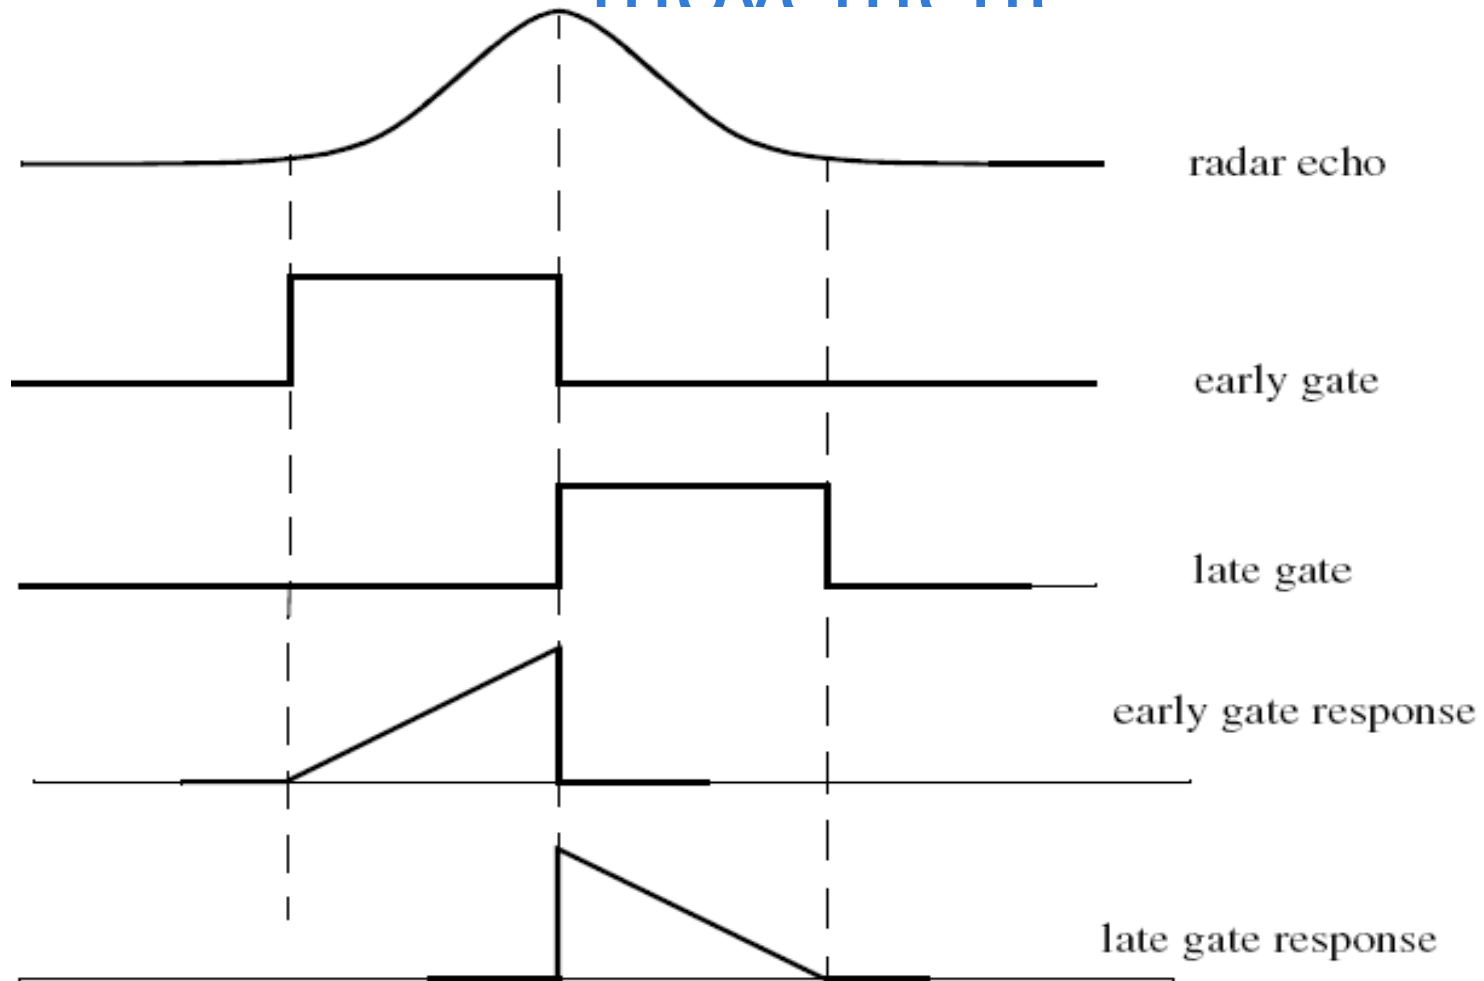 radar echo
early gate
late gate
early gate response
late gate response